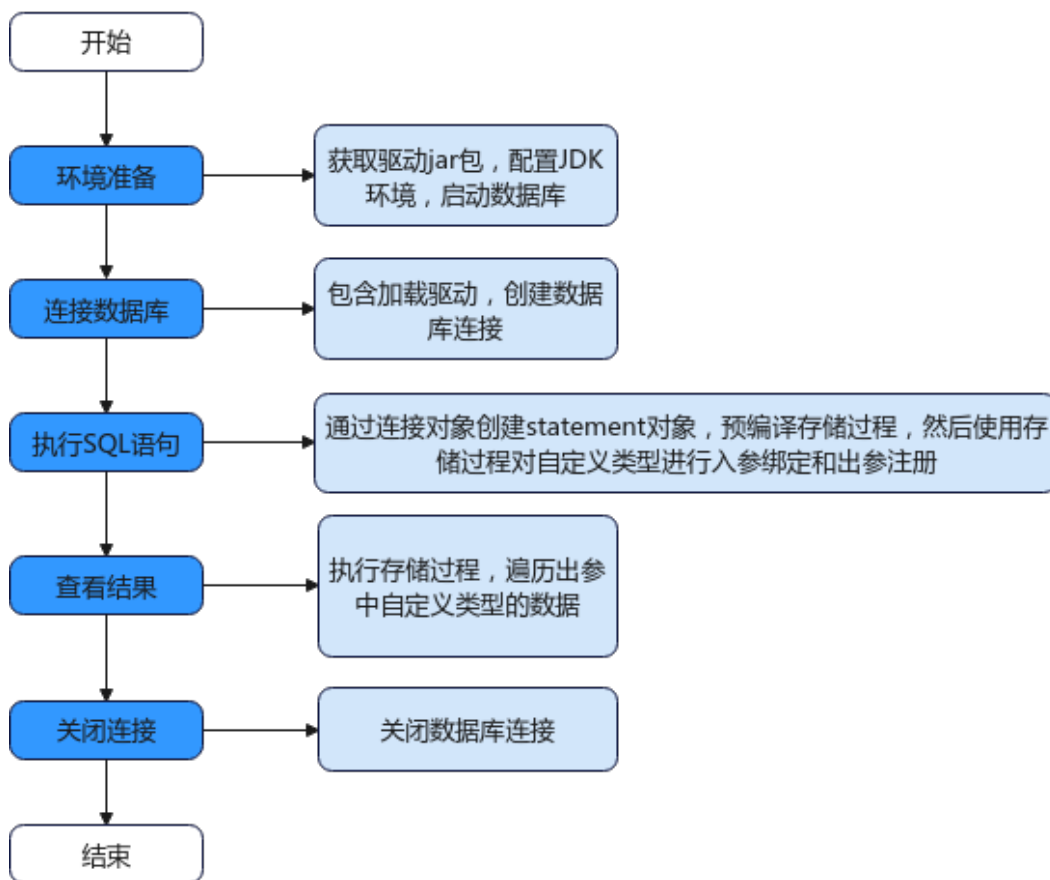 开始
环境准备
获取驱动jar包，配置JDK
环境，启动数据库
连接数据库
包含加载驱动，创建数据
库连接
执行SQL语句
通过连接对象创建statement对象，预编译存储过程，然后使用存
储过程对自定义类型进行入参绑定和出参注册
查看结果
执行存储过程，遍历出参
中自定义类型的数据
关闭连接
关闭数据库连接
结束